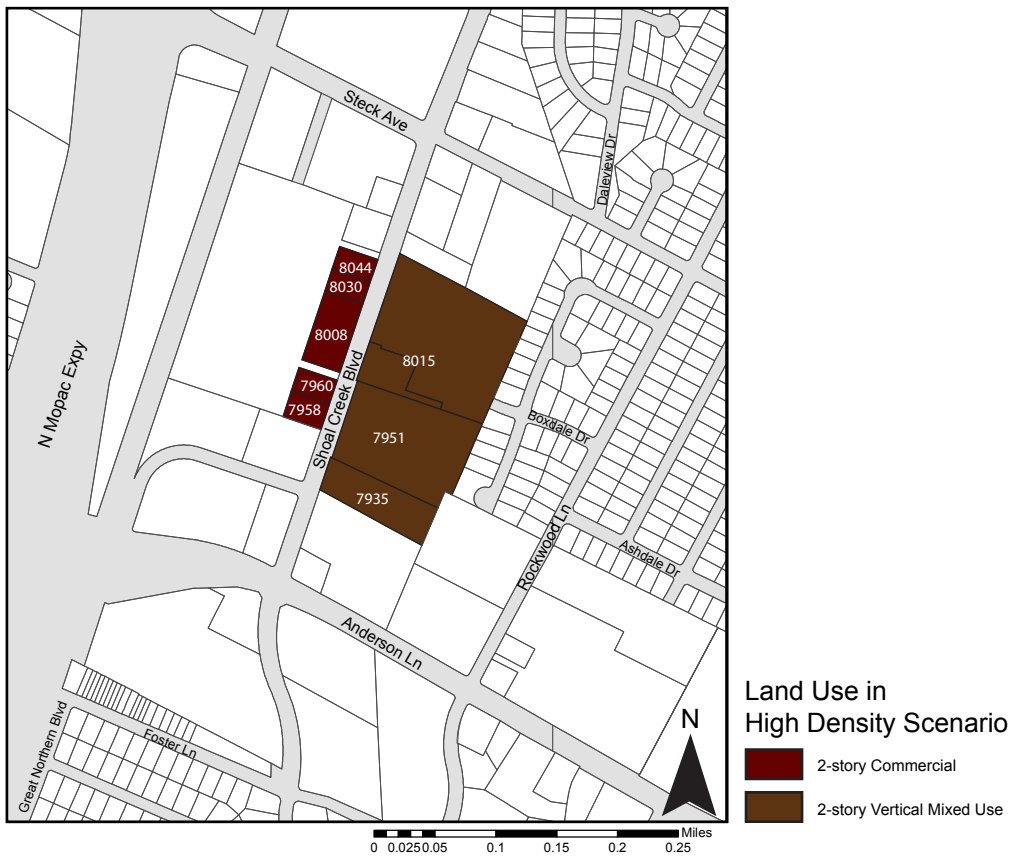 Steck Ave
Daleview Dr
8044
8030
8008
8015
7960
7958
7951
7935
N Mopac Expy
Shoal Creek Blvd
Boxdale Dr
Rockwood Ln
Ashdale Dr
Anderson Ln
Foster Ln
Great Northern Blvd
Land Use in
High Density Scenario
N
2-story Commercial
2-story Vertical Mixed Use
Miles
0 0.025 0.05 0.1 0.15 0.2 0.25